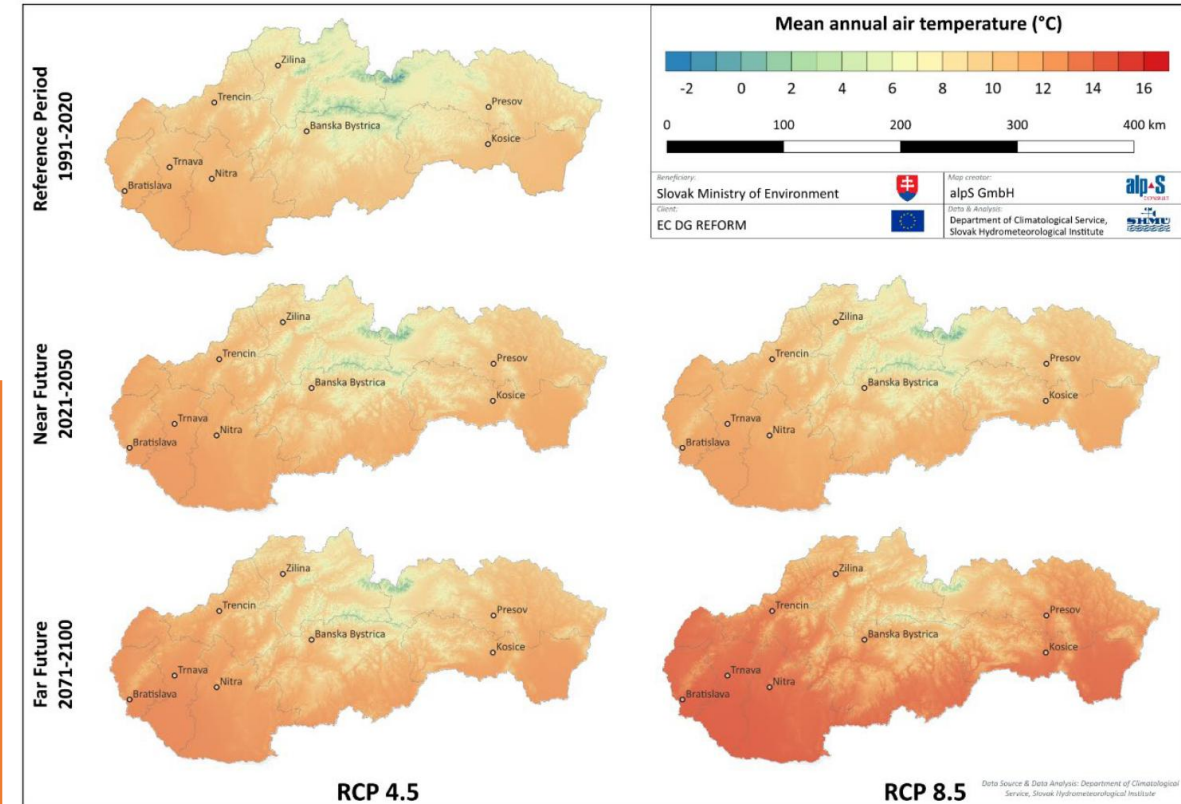 Mean annual air temperature (°C)
-2 0 2 4 6 8 10 12 14 16
0 100 200 300 400 km
Beneficiary:
Slovak Ministry of Environment
Map creator:
alpS GmbH
alpS
CONSULT
Client:
EC DG REFORM
Data & Analysis:
Department of Climatological Service,
Slovak Hydrometeorological Institute
SHMÚ
Reference Period
1991-2020
Zilina
Trencin
Presov
Banska Bystrica
Kosice
Trnava
Nitra
Bratislava
Near Future
2021-2050
Zilina
Trencin
Presov
Banska Bystrica
Kosice
Trnava
Nitra
Bratislava
Zilina
Trencin
Presov
Banska Bystrica
Kosice
Trnava
Nitra
Bratislava
Far Future
2071-2100
Zilina
Trencin
Presov
Banska Bystrica
Kosice
Trnava
Nitra
Bratislava
Zilina
Trencin
Presov
Banska Bystrica
Kosice
Trnava
Nitra
Bratislava
RCP 4.5
RCP 8.5
Data Source & Data Analysis: Department of Climatological
Service, Slovak Hydrometeorological Institute